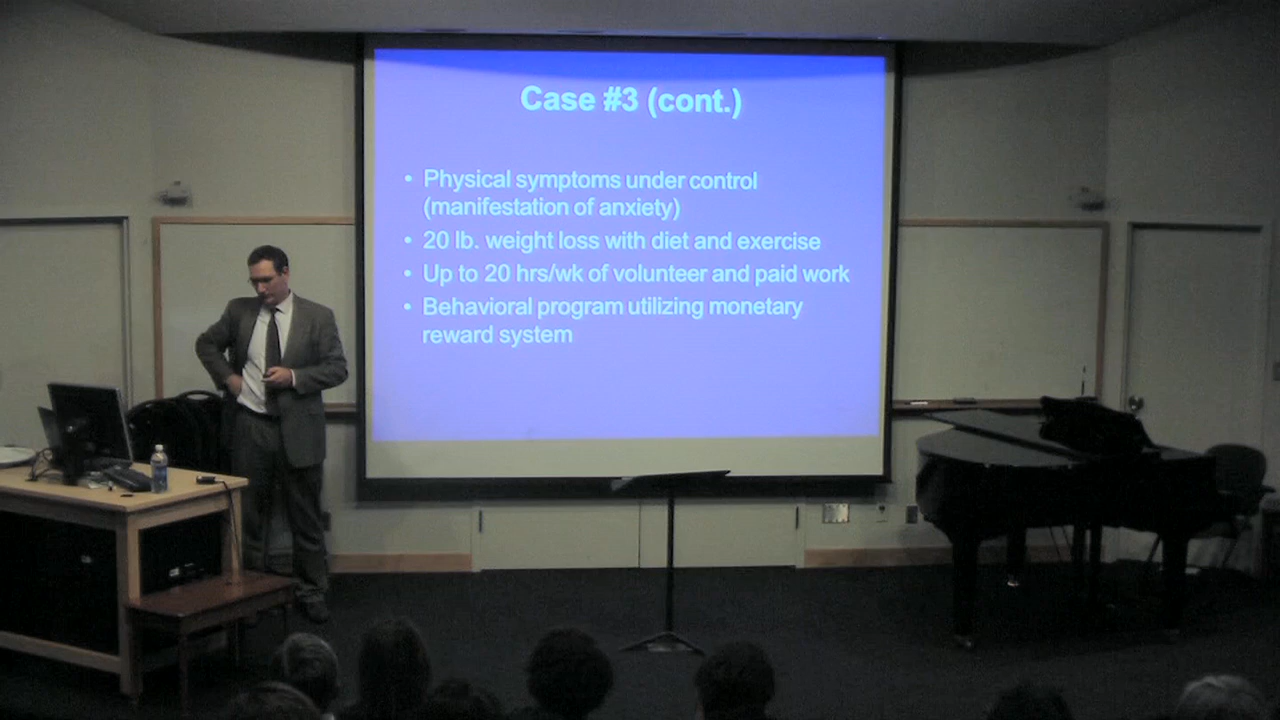 Case #3 (cont.)
• Physical symptoms under control
(manifestation of anxiety)
• 20 lb. weight loss with diet and exercise
• Up to 20 hrs/wk of volunteer and paid work
• Behavioral program utilizing monetary
reward system